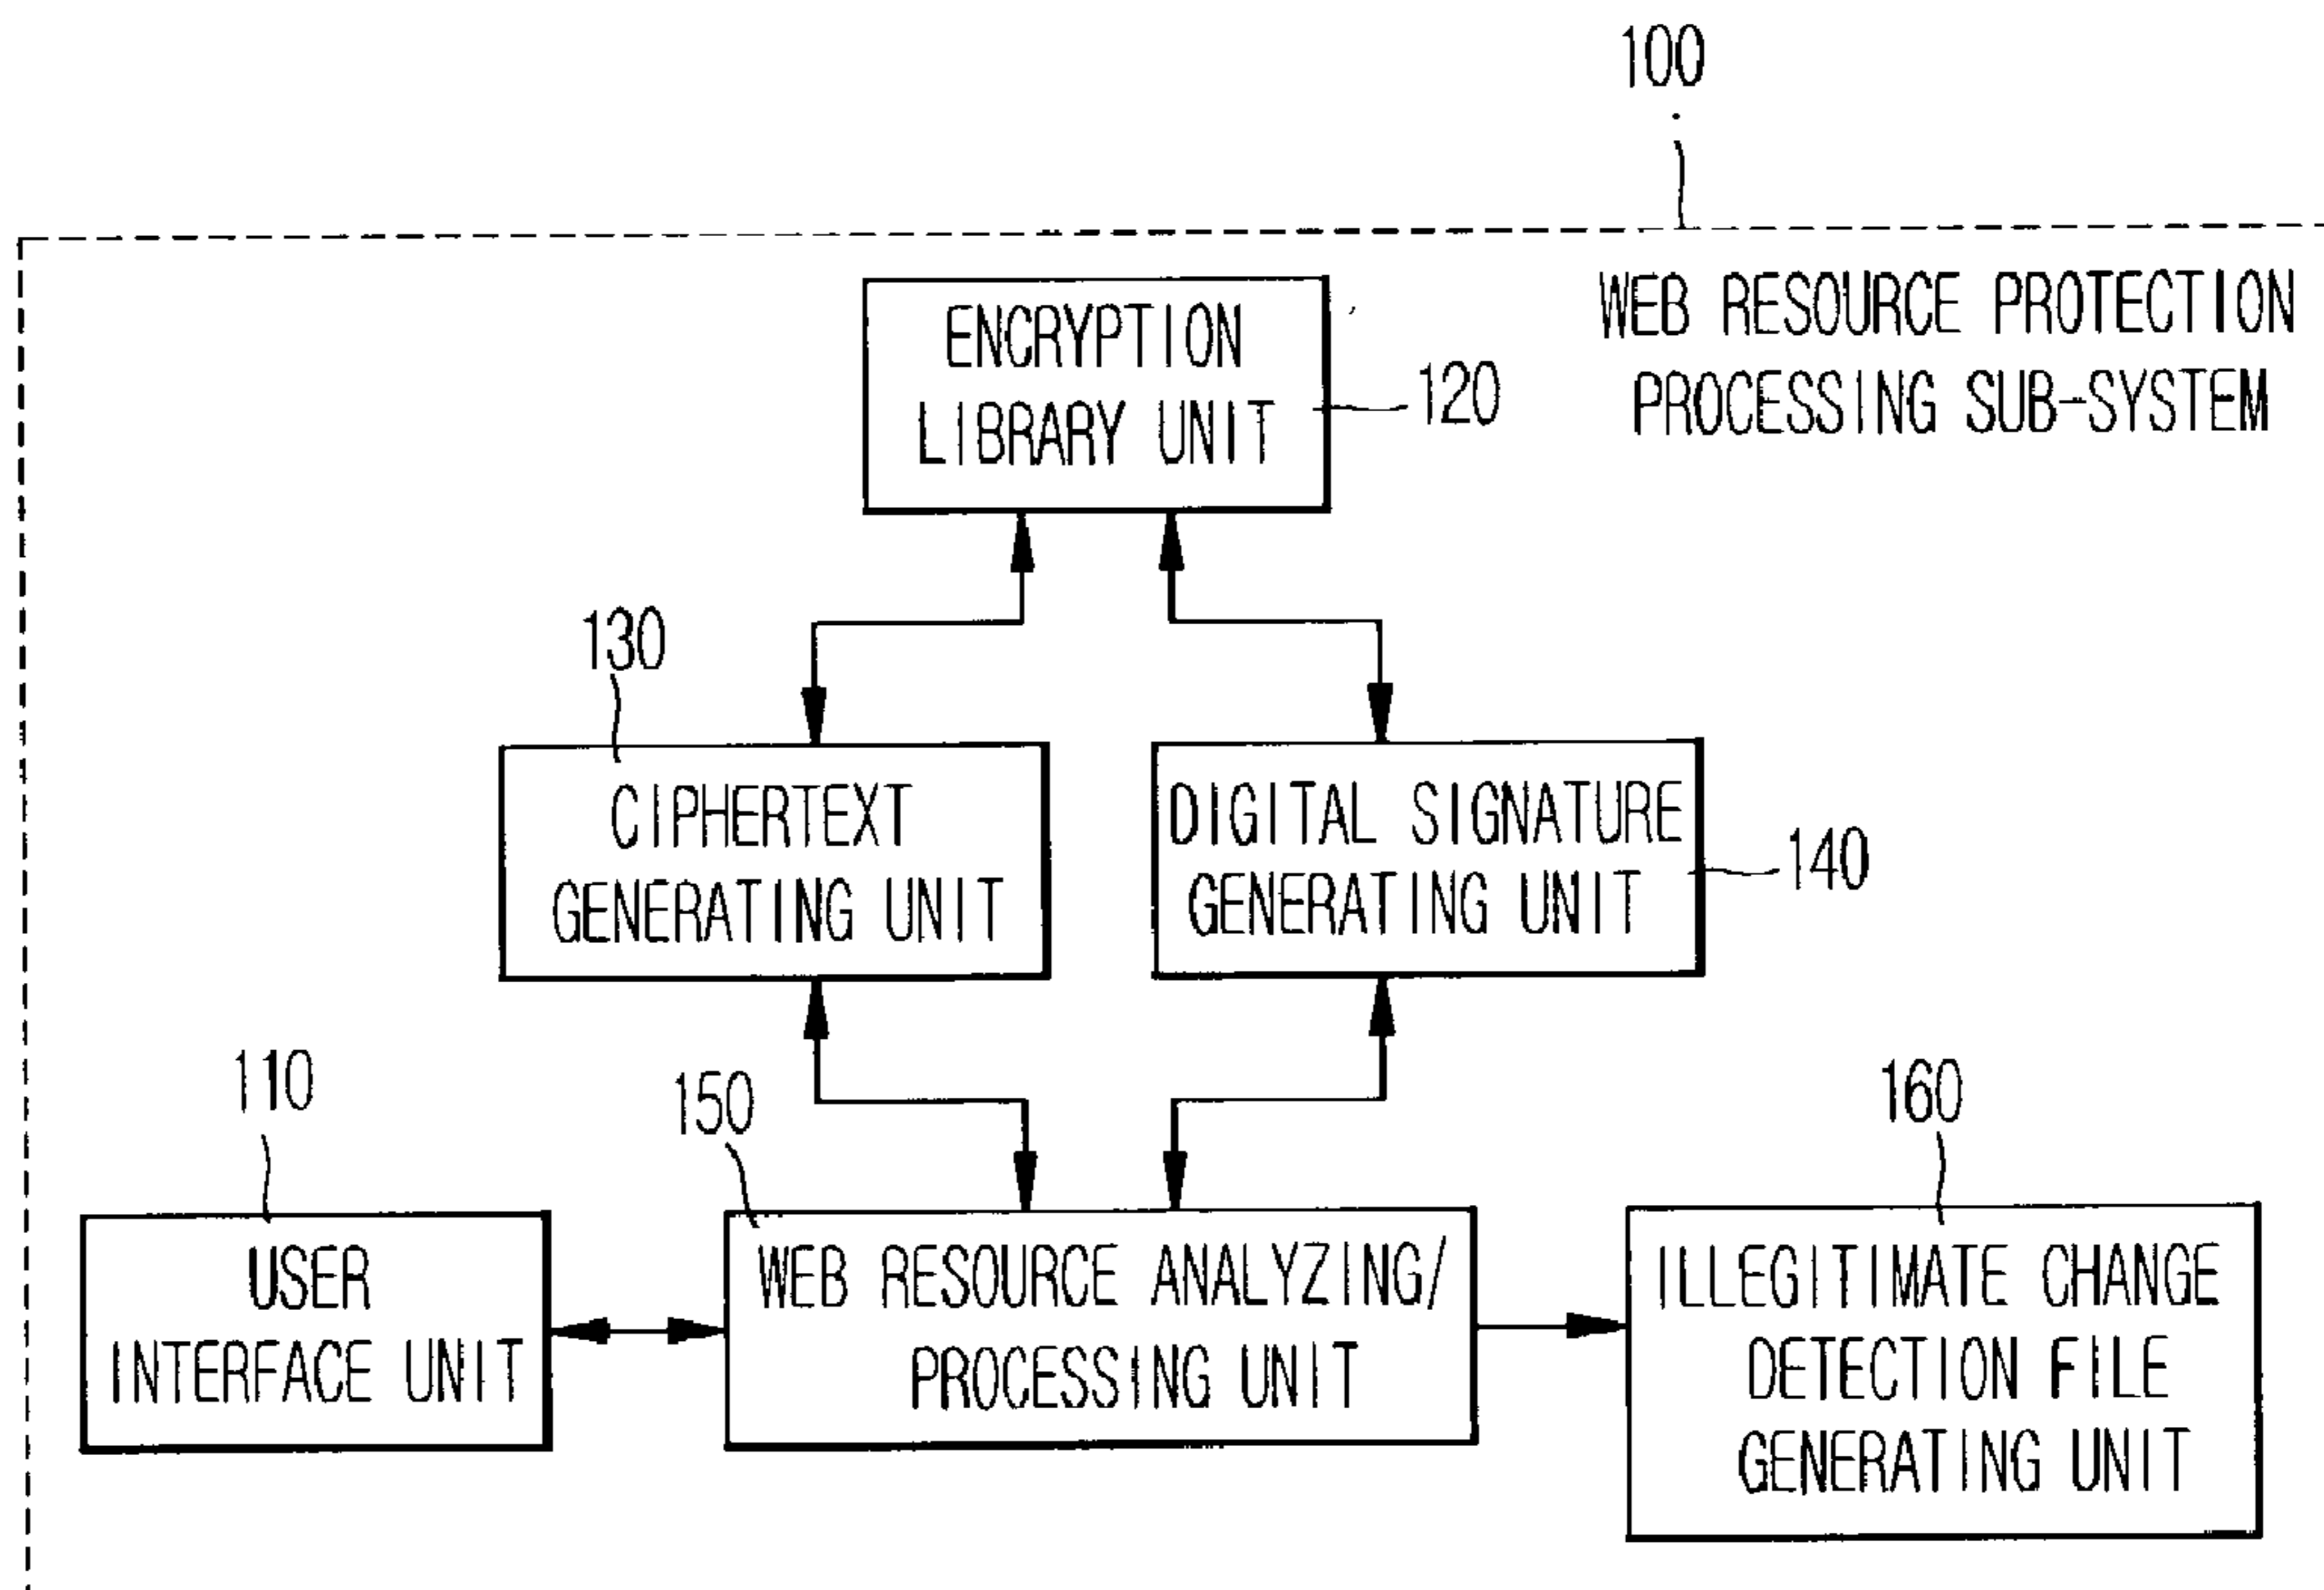 100
WEB RESOURCE PROTECTION
PROCESSING SUB-SYSTEM
ENCRYPTION
LIBRARY UNIT
120
130
CIPHERTEXT
GENERATING UNIT
DIGITAL SIGNATURE
GENERATING UNIT
140
110
USER
INTERFACE UNIT
150
WEB RESOURCE ANALYZING/
PROCESSING UNIT
160
ILLEGITIMATE CHANGE
DETECTION FILE
GENERATING UNIT